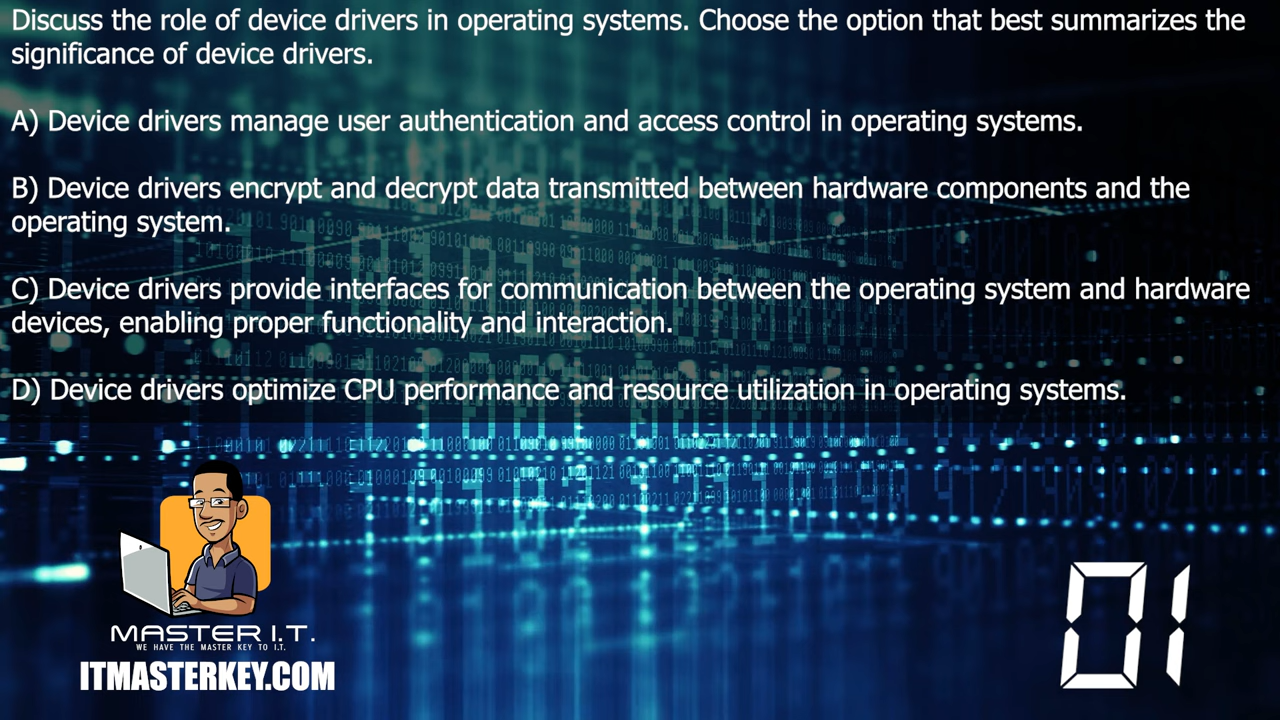 Discuss the role of device drivers in operating systems. Choose the option that best summarizes the
significance of device drivers.
A) Device drivers manage user authentication and access control in operating systems.
B) Device drivers encrypt and decrypt data transmitted between hardware components and the
operating system.
C) Device drivers provide interfaces for communication between the operating system and hardware
devices, enabling proper functionality and interaction.
D) Device drivers optimize CPU performance and resource utilization in operating systems.
MASTER I.T.
WE HAVE THE MASTER KEY TO I.T.
ITMASTERKEY.COM
01